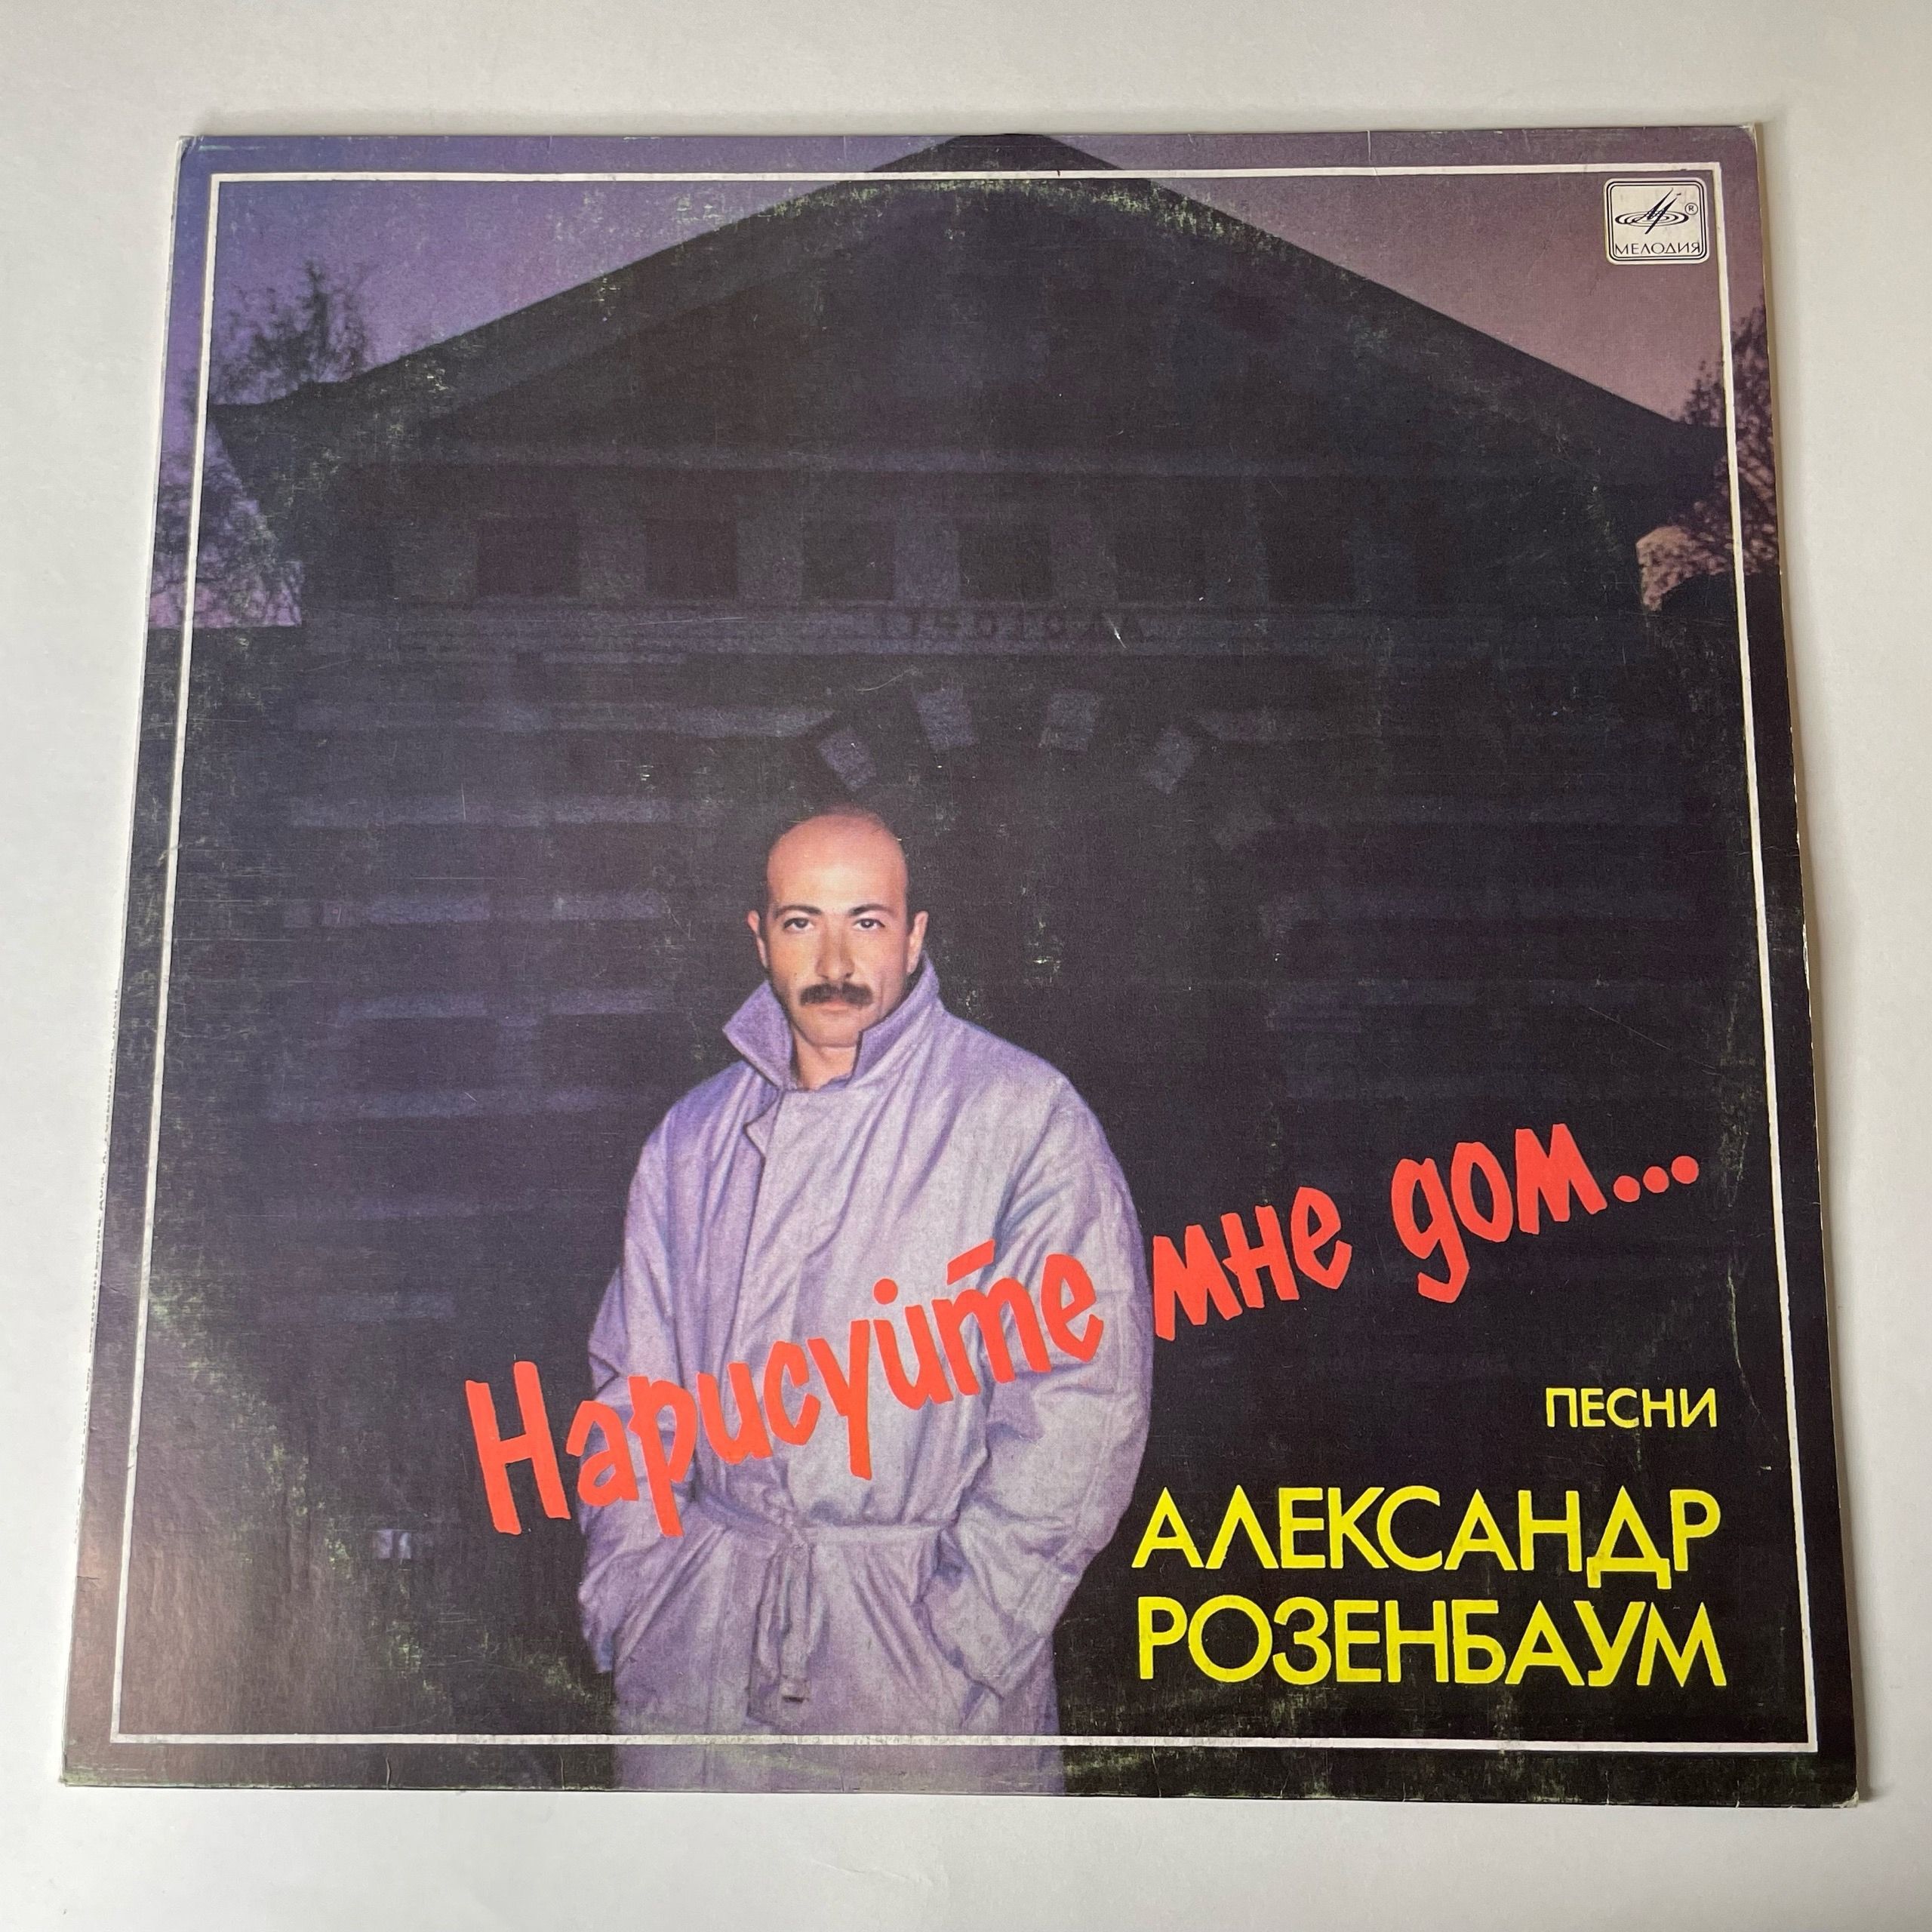 МЕЛОДИЯ
Нарисуйте мне дом...
ПЕСНИ
АЛЕКСАНДР
РОЗЕНБАУМ